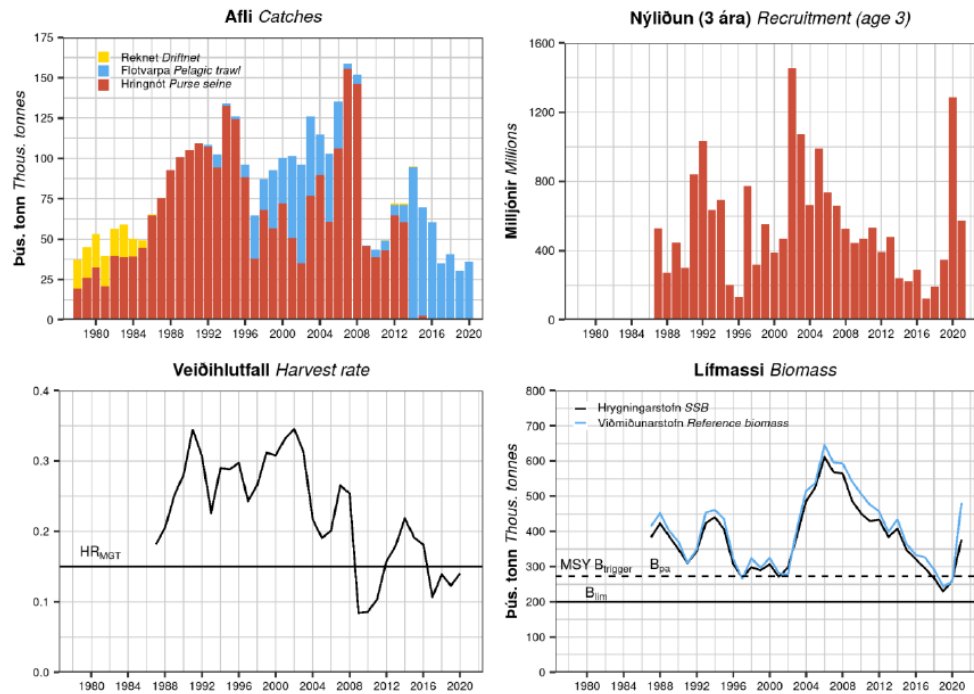 Afli Catches
Þús. tonn Thous. tonnes
175
150
125
100
75
50
25
0
Reknet Driftnet
Flotvarpa Pelagic trawl
Hringnót Purse seine
1980 1984 1988 1992 1996 2000 2004 2008 2012 2016 2020
Nýliðun (3 ára) Recruitment (age 3)
Milljónir Millions
1600
1200
800
400
0
1980 1984 1988 1992 1996 2000 2004 2008 2012 2016 2020
Veiðihlutfall Harvest rate
0.4
0.3
0.2
0.1
0.0
HRMGT
1980 1984 1988 1992 1996 2000 2004 2008 2012 2016 2020
Lífmassi Biomass
Þús. tonn Thous. tonnes
800
700
600
500
400
300
200
100
0
Hrygningarstofn SSB
Viðmiðunarstofn Reference biomass
MSY Btrigger Bpa
Blim
1980 1984 1988 1992 1996 2000 2004 2008 2012 2016 2020